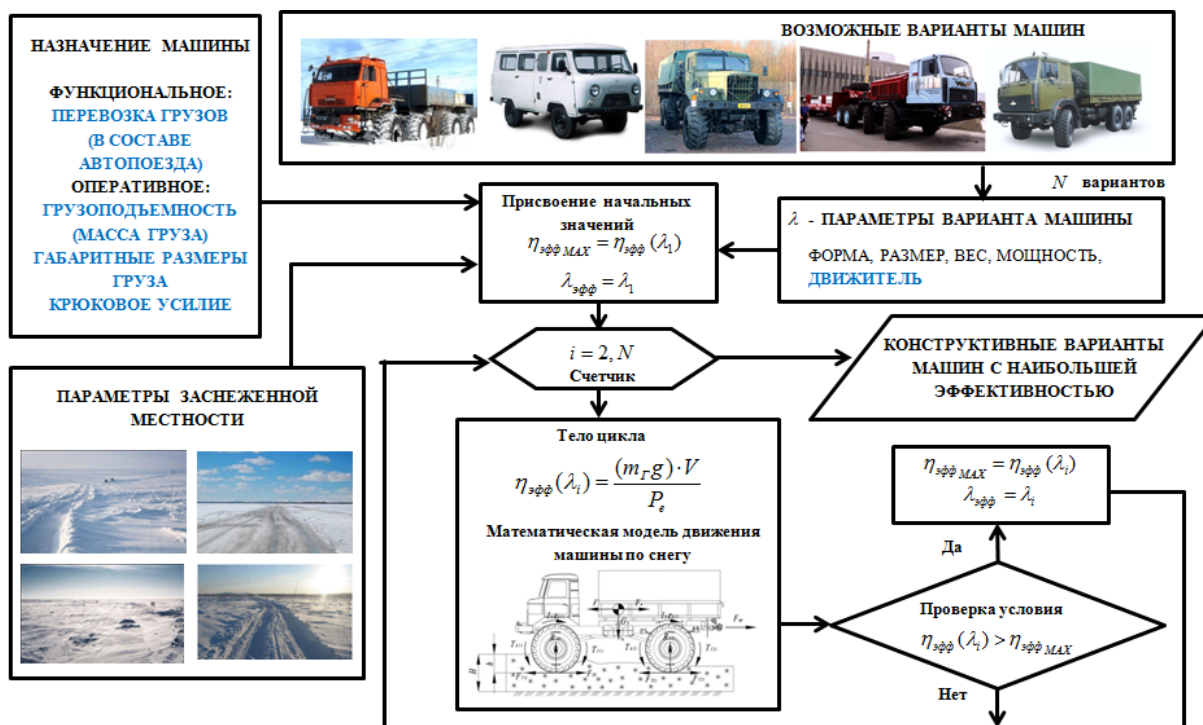 НАЗНАЧЕНИЕ МАШИНЫ
ФУНКЦИОНАЛЬНОЕ:
ПЕРЕВОЗКА ГРУЗОВ
(В СОСТАВЕ
АВТОПОЕЗДА)
ОПЕРАТИВНОЕ:
ГРУЗОПОДЪЕМНОСТЬ
(МАССА ГРУЗА)
ГАБАРИТНЫЕ РАЗМЕРЫ
ГРУЗА
КРЮКОВОЕ УСИЛИЕ
ВОЗМОЖНЫЕ ВАРИАНТЫ МАШИН
N вариантов
λ - ПАРАМЕТРЫ ВАРИАНТА МАШИНЫ
ФОРМА, РАЗМЕР, ВЕС, МОЩНОСТЬ,
ДВИЖИТЕЛЬ
Присвоение начальных
значений
η_эфф MAX = η_эфф (λ₁)
λ_эфф = λ₁
i = 2, N
Счетчик
КОНСТРУКТИВНЫЕ ВАРИАНТЫ
МАШИН С НАИБОЛЬШЕЙ
ЭФФЕКТИВНОСТЬЮ
ПАРАМЕТРЫ ЗАСНЕЖЕННОЙ
МЕСТНОСТИ
Тело цикла
η_эфф (λ_i) = (m_Г g) · V / P_e
Математическая модель движения
машины по снегу
H
h
η_эфф MAX = η_эфф (λ_i)
λ_эфф = λ_i
Да
Проверка условия
η_эфф (λ_i) > η_эфф MAX
Нет